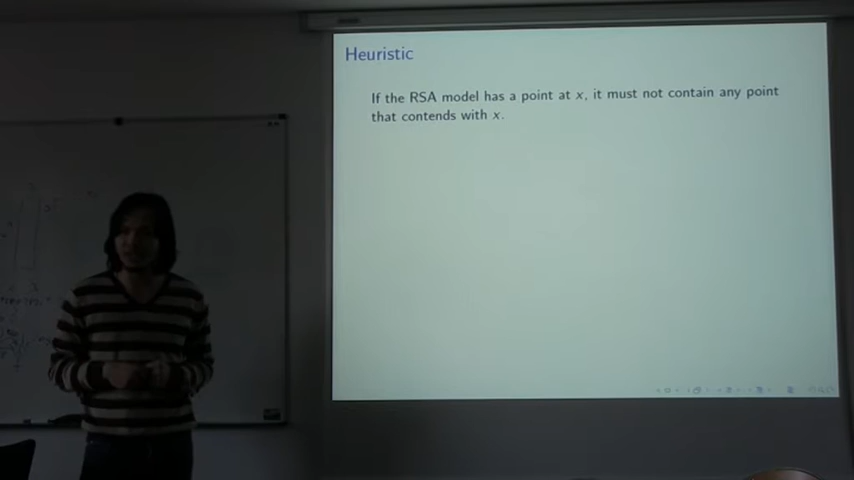 Heuristic
If the RSA model has a point at x, it must not contain any point
that contends with x.